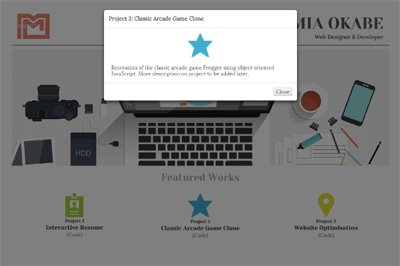 Project 2: Classic Arcade Game Clone
MIA OKABE
Web Designer & Developer
Recreation of the classic arcade game Frogger using object oriented
JavaScript. More description on project to be added later.
Close
HDD
Featured Works
Project 1
Interactive Resume
(Code)
Project 2
Classic Arcade Game Clone
(Code)
Project 3
Website Optimization
(Code)